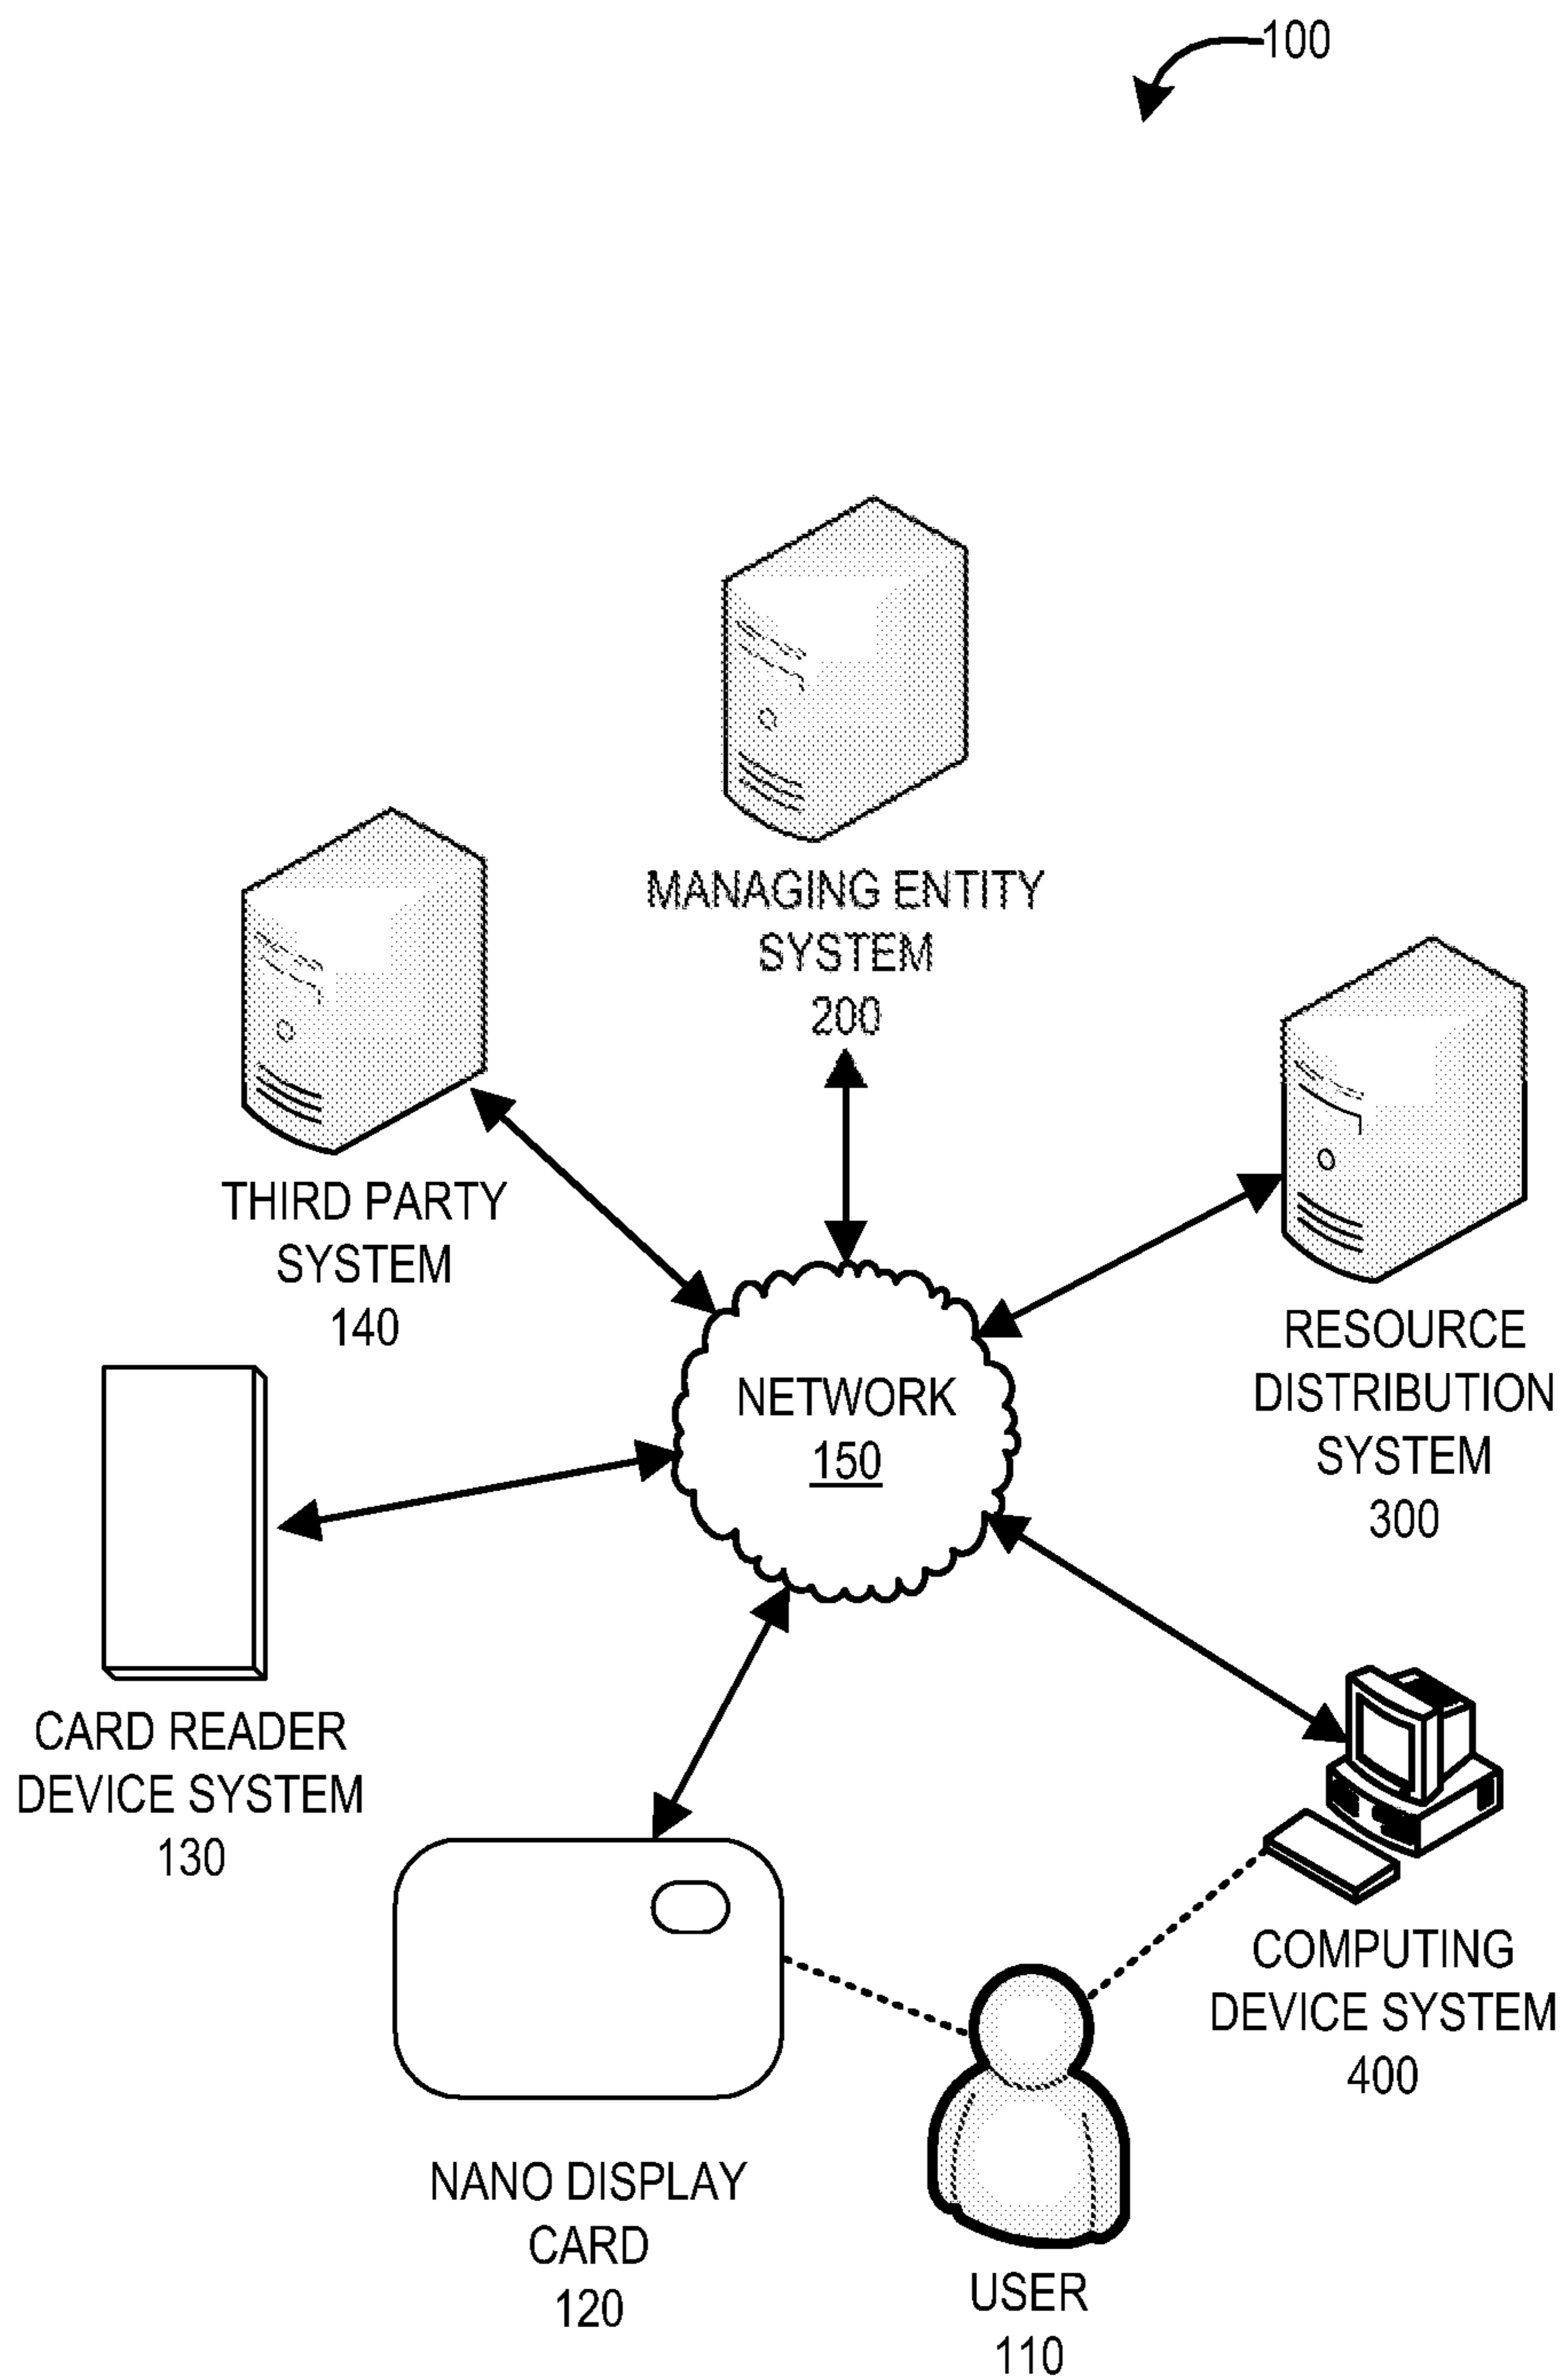 100
MANAGING ENTITY
SYSTEM
200
THIRD PARTY
SYSTEM
140
RESOURCE
DISTRIBUTION
SYSTEM
300
NETWORK
150
CARD READER
DEVICE SYSTEM
130
COMPUTING
DEVICE SYSTEM
400
NANO DISPLAY
CARD
120
USER
110